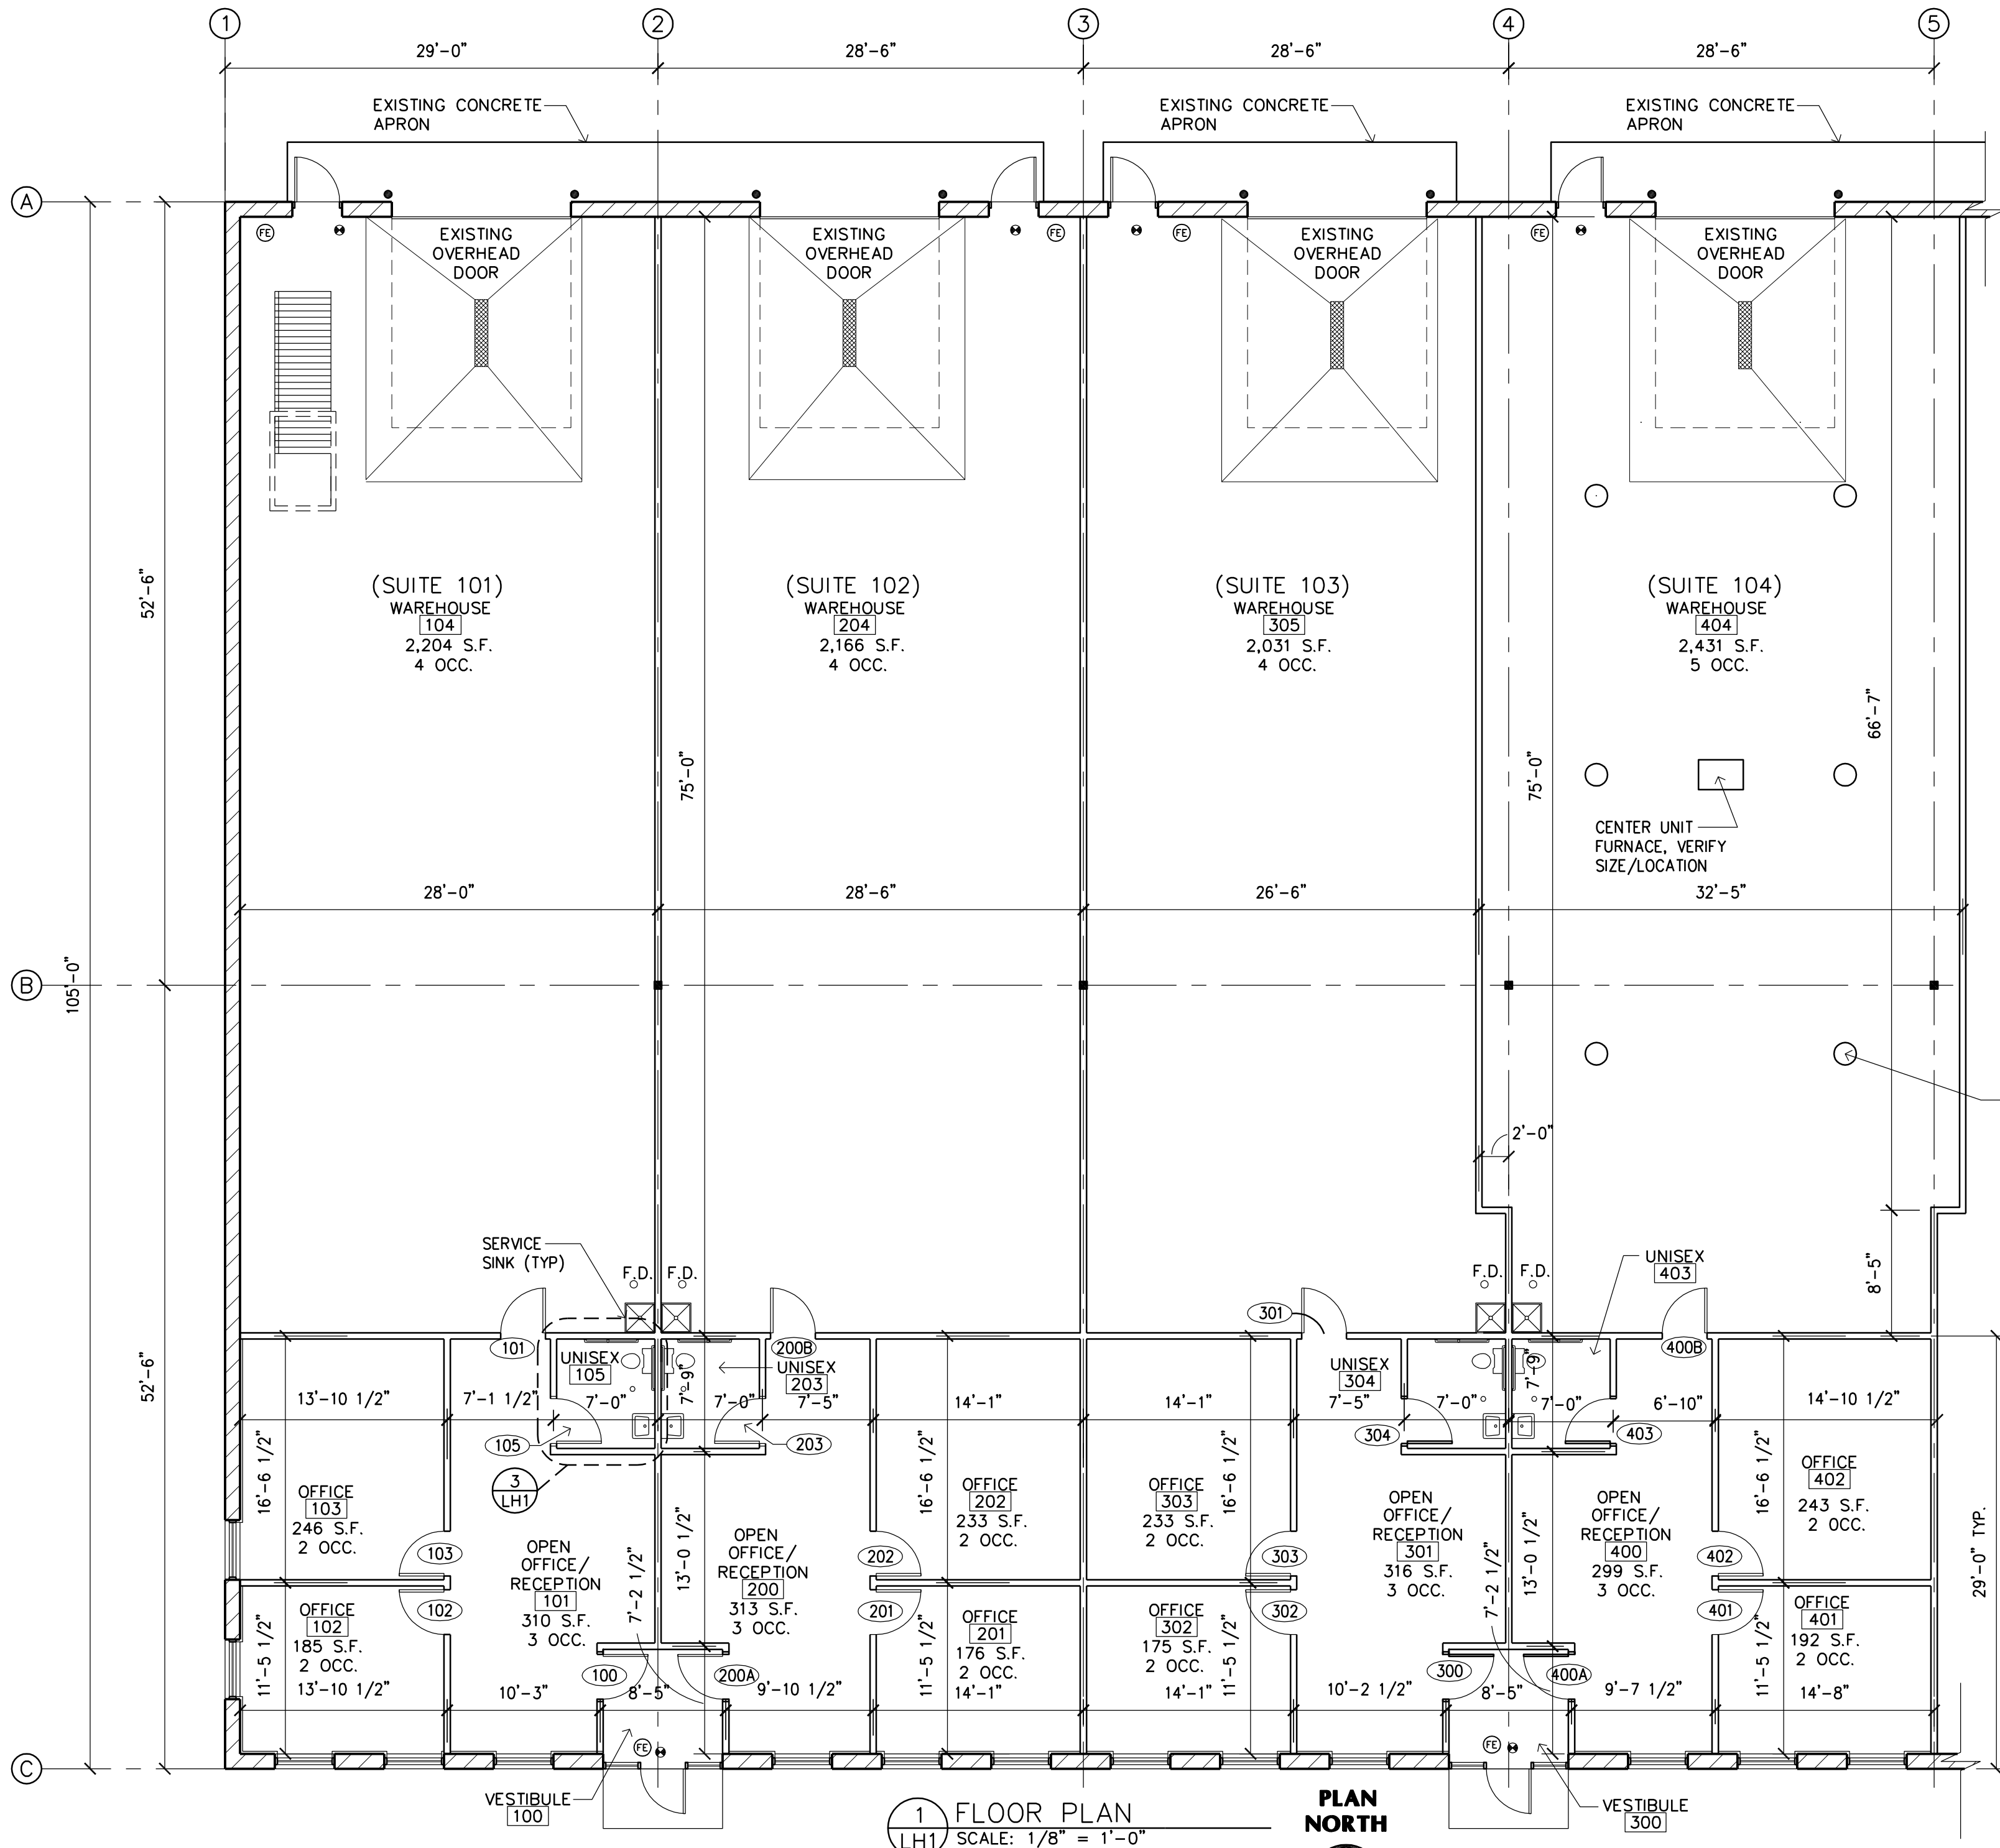 1
2
3
4
5
29'-0"
28'-6"
28'-6"
28'-6"
EXISTING CONCRETE
APRON
EXISTING CONCRETE
APRON
EXISTING CONCRETE
APRON
A
FE
FE
FE
FE
EXISTING
OVERHEAD
DOOR
EXISTING
OVERHEAD
DOOR
EXISTING
OVERHEAD
DOOR
EXISTING
OVERHEAD
DOOR
52'-6"
(SUITE 101)
WAREHOUSE
104
2,204 S.F.
4 OCC.
(SUITE 102)
WAREHOUSE
204
2,166 S.F.
4 OCC.
(SUITE 103)
WAREHOUSE
305
2,031 S.F.
4 OCC.
(SUITE 104)
WAREHOUSE
404
2,431 S.F.
5 OCC.
75'-0"
75'-0"
66'-7"
CENTER UNIT
FURNACE, VERIFY
SIZE/LOCATION
28'-0"
28'-6"
26'-6"
32'-5"
B
105'-0"
2'-0"
SERVICE
SINK (TYP)
F.D.
F.D.
F.D.
F.D.
UNISEX
403
8'-5"
301
101
200B
400B
UNISEX
105
UNISEX
203
UNISEX
304
52'-6"
13'-10 1/2"
7'-1 1/2"
7'-0"
7'-9"
7'-0"
7'-5"
14'-1"
14'-1"
7'-5"
7'-0"
7'-9"
7'-0"
6'-10"
14'-10 1/2"
105
203
304
403
3
LH1
16'-6 1/2"
OFFICE
103
246 S.F.
2 OCC.
16'-6 1/2"
OFFICE
202
233 S.F.
2 OCC.
OFFICE
303
233 S.F.
2 OCC.
16'-6 1/2"
16'-6 1/2"
OFFICE
402
243 S.F.
2 OCC.
OPEN
OFFICE/
RECEPTION
101
310 S.F.
3 OCC.
7'-2 1/2"
13'-0 1/2"
OPEN
OFFICE/
RECEPTION
200
313 S.F.
3 OCC.
OPEN
OFFICE/
RECEPTION
301
316 S.F.
3 OCC.
7'-2 1/2"
13'-0 1/2"
OPEN
OFFICE/
RECEPTION
400
299 S.F.
3 OCC.
29'-0" TYP.
103
202
303
402
102
201
302
401
11'-5 1/2"
OFFICE
102
185 S.F.
2 OCC.
11'-5 1/2"
OFFICE
201
176 S.F.
2 OCC.
OFFICE
302
175 S.F.
2 OCC.
11'-5 1/2"
11'-5 1/2"
OFFICE
401
192 S.F.
2 OCC.
100
200A
300
400A
13'-10 1/2"
10'-3"
8'-5"
9'-10 1/2"
14'-1"
14'-1"
10'-2 1/2"
8'-5"
9'-7 1/2"
14'-8"
FE
FE
C
VESTIBULE
100
1
LH1
FLOOR PLAN
SCALE: 1/8" = 1'-0"
PLAN
NORTH
VESTIBULE
300